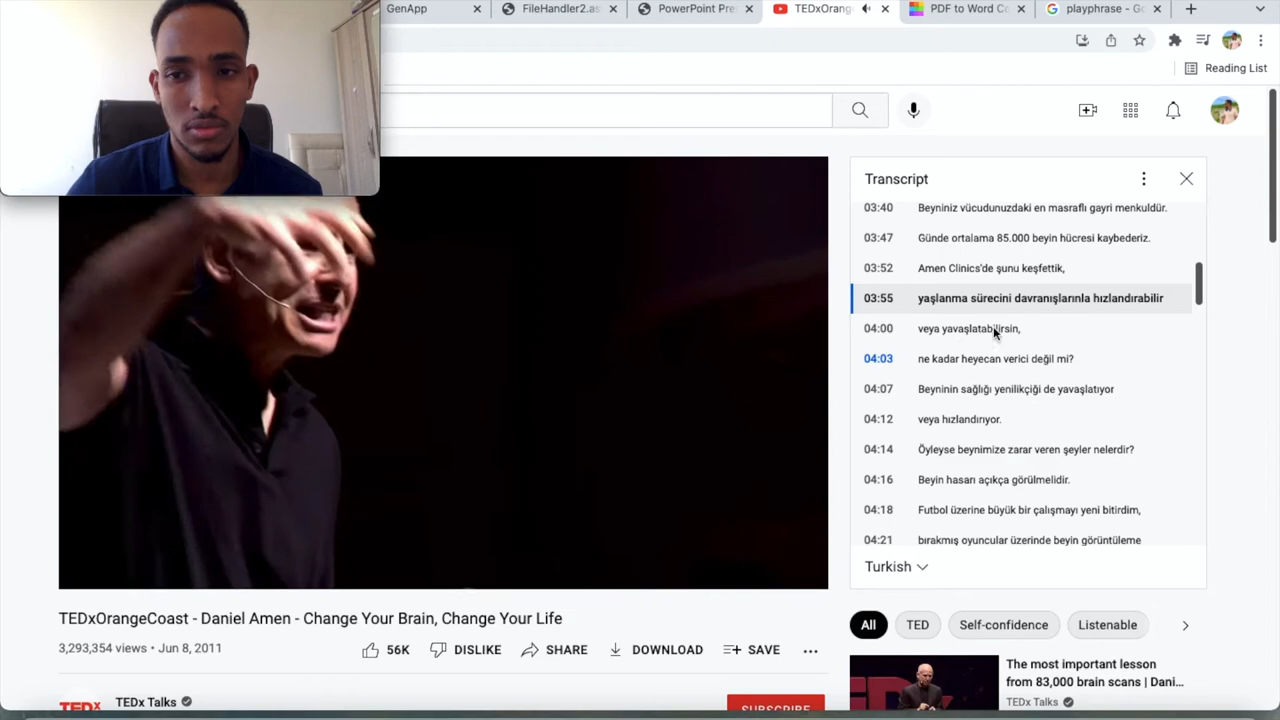 GenApp
FileHandler2.as
PowerPoint Pre
TEDxOrang
PDF to Word Co
playphrase - Go
Reading List
Transcript
03:40 Beyniniz vücudunuzdaki en masraflı gayri menkuldür.
03:47 Günde ortalama 85.000 beyin hücresi kaybederiz.
03:52 Amen Clinics'de şunu keşfettik,
03:55 yaşlanma sürecini davranışlarınla hızlandırabilir
04:00 veya yavaşlatabilirsin,
04:03 ne kadar heyecan verici değil mi?
04:07 Beyninin sağlığı yenilikçiği de yavaşlatıyor
04:12 veya hızlandırıyor.
04:14 Öyleyse beynimize zarar veren şeyler nelerdir?
04:16 Beyin hasarı açıkça görülmelidir.
04:18 Futbol üzerine büyük bir çalışmayı yeni bitirdim,
04:21 bırakmış oyuncular üzerinde beyin görüntüleme
Turkish
TEDxOrangeCoast - Daniel Amen - Change Your Brain, Change Your Life
3,293,354 views • Jun 8, 2011
56K
DISLIKE
SHARE
DOWNLOAD
SAVE
All
TED
Self-confidence
Listenable
The most important lesson
from 83,000 brain scans | Dani...
TEDx Talks
TEDx
TEDx Talks
SUBSCRIBE